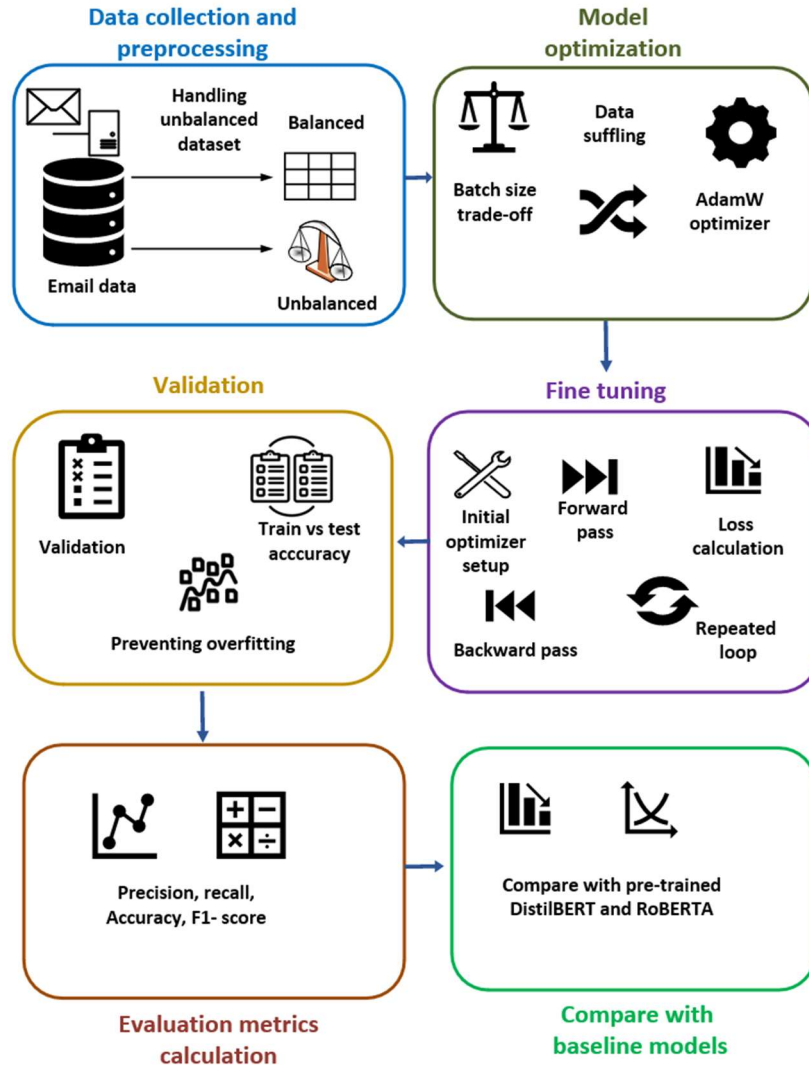 Data collection and
preprocessing
Handling
unbalanced
dataset
Balanced
Email data
Unbalanced
Model
optimization
Batch size
trade-off
Data
suffling
AdamW
optimizer
Fine tuning
Initial
optimizer
setup
Forward
pass
Loss
calculation
Backward pass
Repeated
loop
Validation
Validation
Train vs test
acccuracy
Preventing overfitting
Precision, recall,
Accuracy, F1- score
Evaluation metrics
calculation
Compare with pre-trained
DistilBERT and RoBERTA
Compare with
baseline models